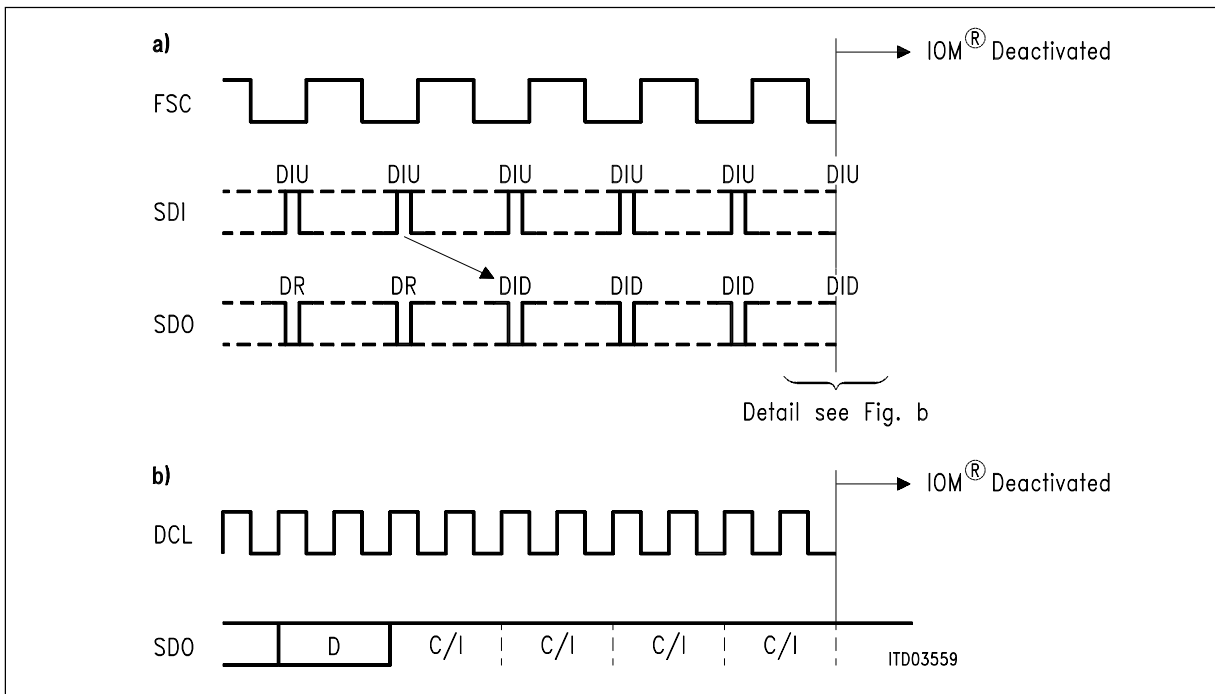 a)
IOM® Deactivated
FSC
DIU DIU DIU DIU DIU DIU
SDI
DR DR DID DID DID DID
SDO
Detail see Fig. b
b)
IOM® Deactivated
DCL
SDO D C/I C/I C/I C/I
ITD03559